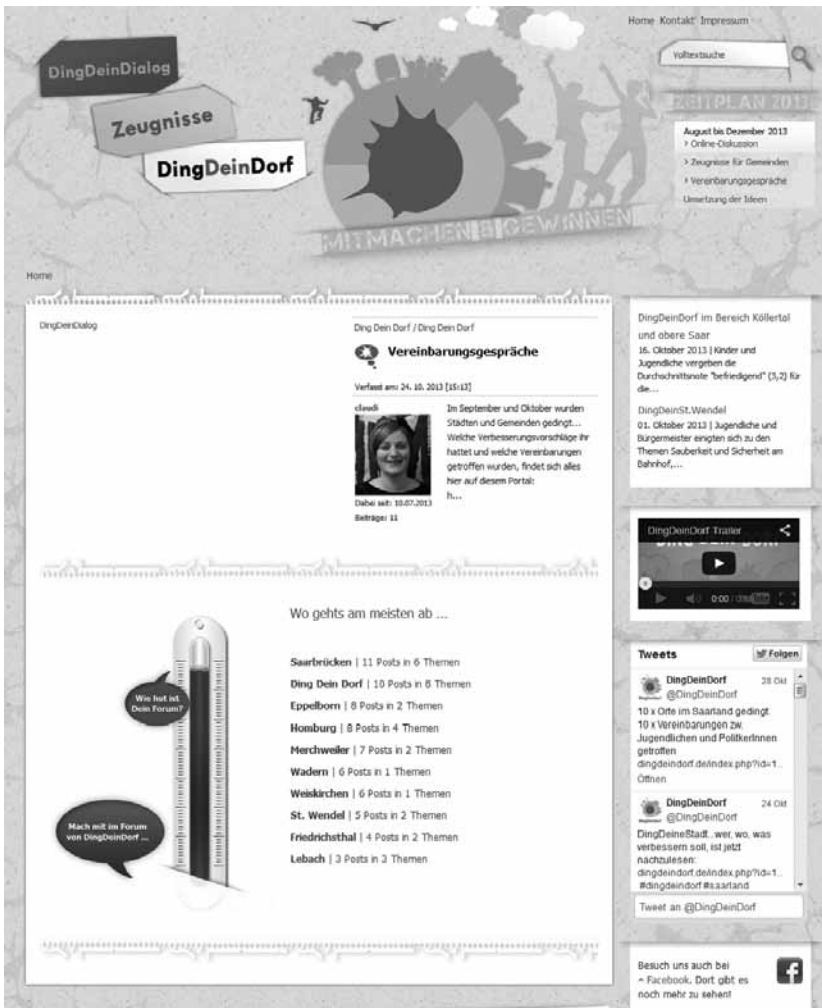 Home Kontakt Impressum
Volltextsuche
DingDeinDialog
Zeugnisse
DingDeinDorf
MITMACHEN & GEWINNEN
ZEITPLAN 2013
August bis Dezember 2013
› Online-Diskussion
› Zeugnisse für Gemeinden
› Vereinbarungsgespräche
Umsetzung der Ideen
Home
DingDeinDialog
Ding Dein Dorf / Ding Dein Dorf
Vereinbarungsgespräche
Verfasst am: 24. 10. 2013 [15:13]
claudi
Dabei seit: 10.07.2013
Beiträge: 11
Im September und Oktober wurden
Städten und Gemeinden gedingt...
Welche Verbesserungsvorschläge ihr
hattet und welche Vereinbarungen
getroffen wurden, findet sich alles
hier auf diesem Portal:
h...
Wie hot ist
Dein Forum?
Mach mit im Forum
von DingDeinDorf ...
Wo gehts am meisten ab ...
Saarbrücken | 11 Posts in 6 Themen
Ding Dein Dorf | 10 Posts in 8 Themen
Eppelborn | 8 Posts in 2 Themen
Homburg | 8 Posts in 4 Themen
Merchweiler | 7 Posts in 2 Themen
Wadern | 6 Posts in 1 Themen
Weiskirchen | 6 Posts in 1 Themen
St. Wendel | 5 Posts in 2 Themen
Friedrichsthal | 4 Posts in 2 Themen
Lebach | 3 Posts in 3 Themen
DingDeinDorf im Bereich Köllertal
und obere Saar
16. Oktober 2013 | Kinder und
Jugendliche vergeben die
Durchschnittsnote "befriedigend" (3,2) für
die...
DingDeinSt.Wendel
01. Oktober 2013 | Jugendliche und
Bürgermeister einigten sich zu den
Themen Sauberkeit und Sicherheit am
Bahnhof,...
DingDeinDorf Trailer
DING DEIN DORF
0:00
Tweets
Folgen
DingDeinDorf 28 Okt
@DingDeinDorf
10 x Orte im Saarland gedingt.
10 x Vereinbarungen zw.
Jugendlichen und PolitkerInnen
getroffen
dingdeindorf.de/index.php?id=1...
Öffnen
DingDeinDorf 24 Okt
@DingDeinDorf
DingDeineStadt...wer, wo, was
verbessern soll, ist jetzt
nachzulesen:
dingdeindorf.de/index.php?id=1...
#dingdeindorf #saarland
Tweet an @DingDeinDorf
Besuch uns auch bei
Facebook. Dort gibt es
noch mehr zu sehen!